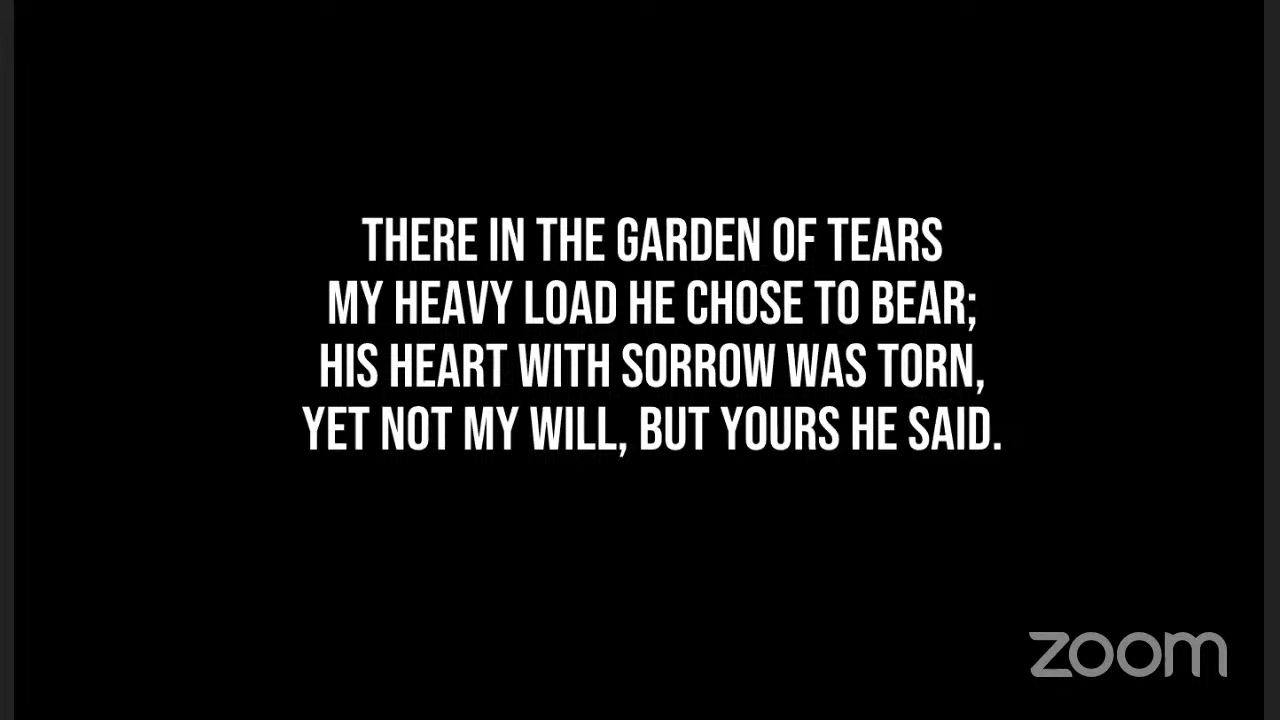 THERE IN THE GARDEN OF TEARS
MY HEAVY LOAD HE CHOSE TO BEAR;
HIS HEART WITH SORROW WAS TORN,
YET NOT MY WILL, BUT YOURS HE SAID.
zoom